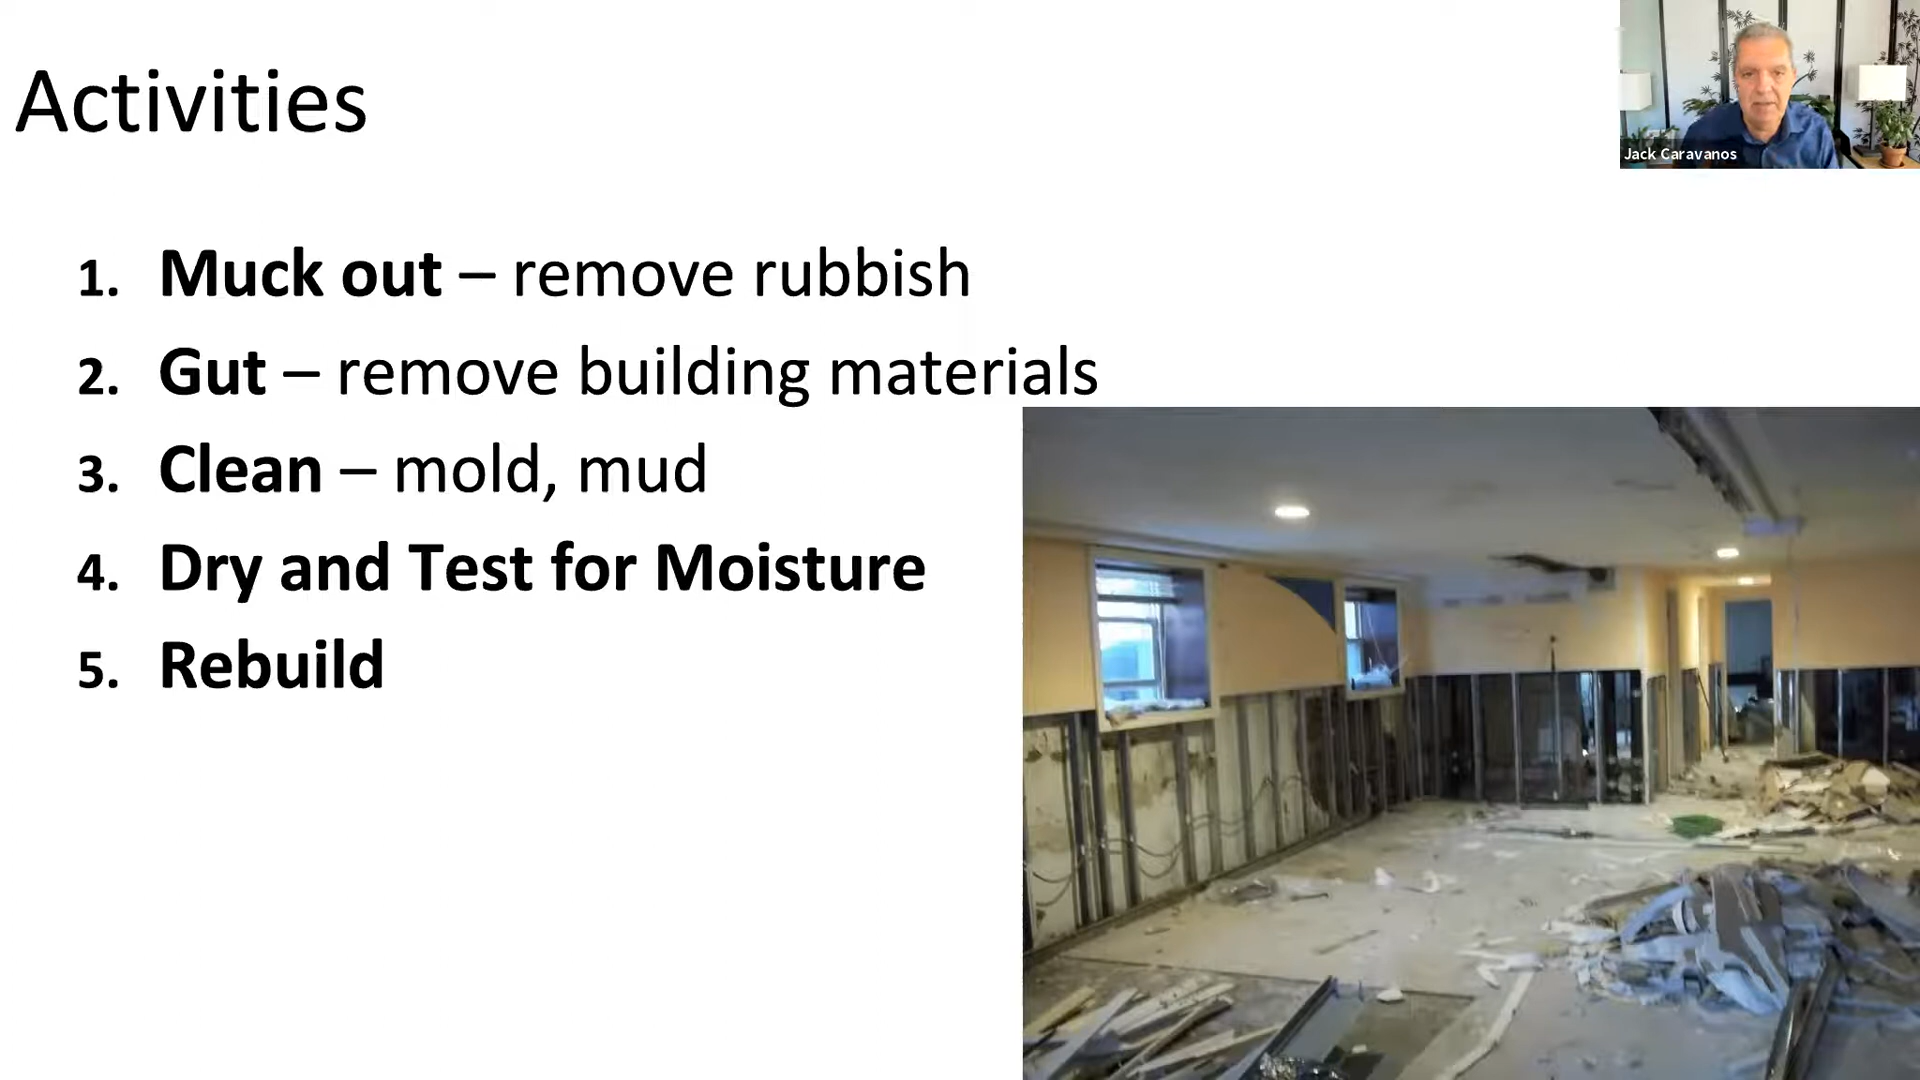 Activities
Jack Caravanos
1. Muck out – remove rubbish
2. Gut – remove building materials
3. Clean – mold, mud
4. Dry and Test for Moisture
5. Rebuild